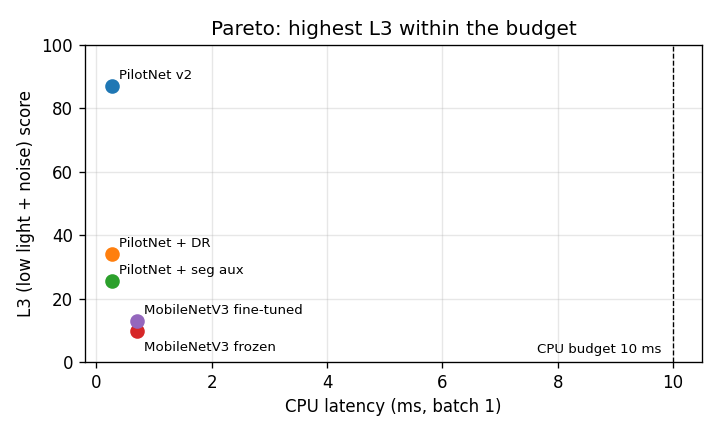 Pareto: highest L3 within the budget
L3 (low light + noise) score
100
80
60
40
20
0
PilotNet v2
PilotNet + DR
PilotNet + seg aux
MobileNetV3 fine-tuned
MobileNetV3 frozen
CPU budget 10 ms
0 2 4 6 8 10
CPU latency (ms, batch 1)